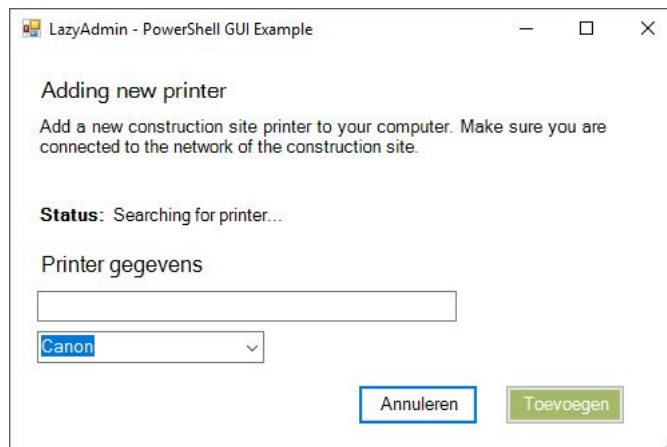 LazyAdmin - PowerShell GUI Example
Adding new printer
Add a new construction site printer to your computer. Make sure you are
connected to the network of the construction site.
Status: Searching for printer...
Printer gegevens
Canon
Annuleren Toevoegen